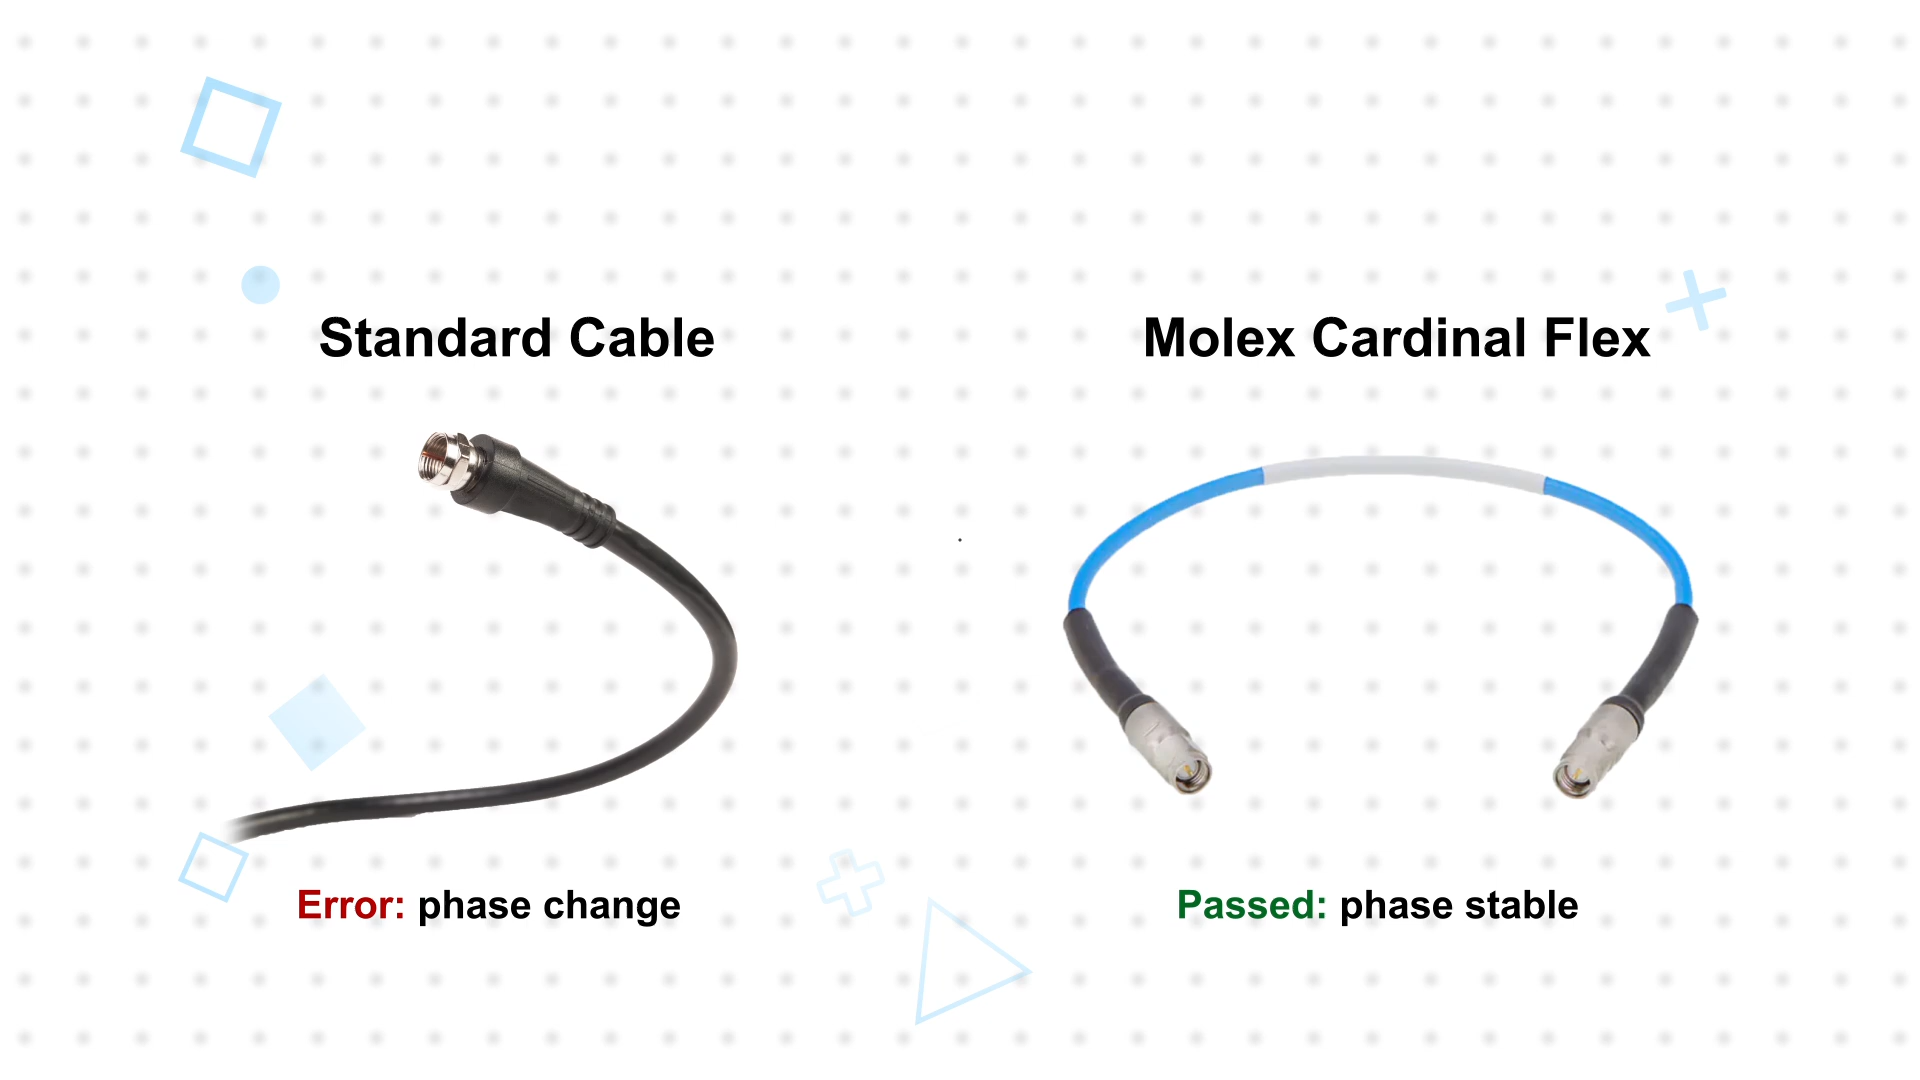 Standard Cable
Molex Cardinal Flex
Error: phase change
Passed: phase stable